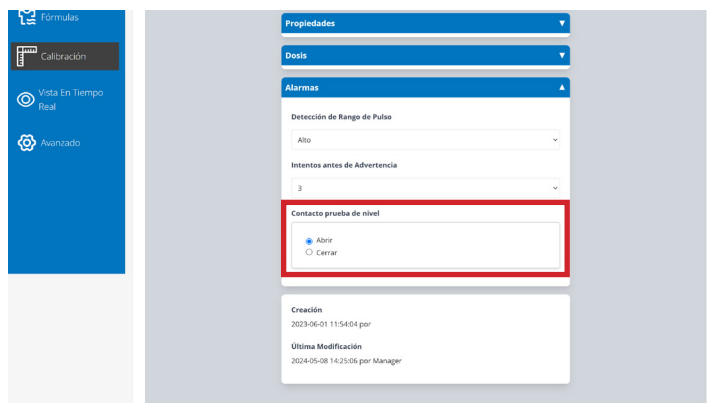 Fórmulas
Calibración
Vista En Tiempo
Real
Avanzado
Propiedades
Dosis
Alarmas
Detección de Rango de Pulso
Alto
Intentos antes de Advertencia
3
Contacto prueba de nivel
Abrir
Cerrar
Creación
2023-06-01 11:54:04 por
Última Modificación
2024-05-08 14:25:06 por Manager